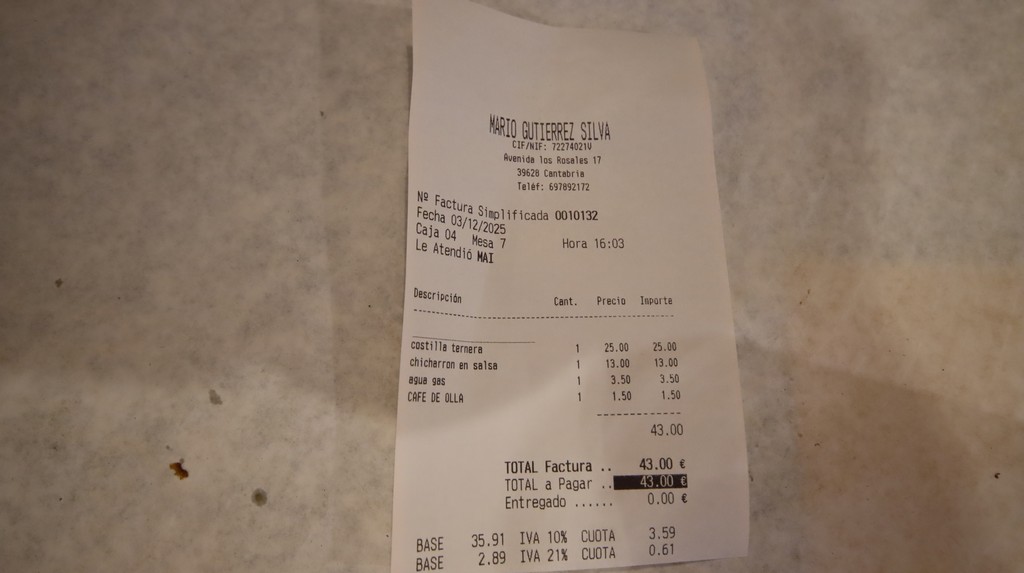 MARIO GUTIERREZ SILVA
CIF/NIF: 72274021V
Avenida los Rosales 17
39628 Cantabria
Teléf: 697892172
Nº Factura Simplificada 0010132
Fecha 03/12/2025
Caja 04 Mesa 7 Hora 16:03
Le Atendió MAI
Descripción Cant. Precio Importe
costilla ternera 1 25.00 25.00
chicharron en salsa 1 13.00 13.00
agua gas 1 3.50 3.50
CAFE DE OLLA 1 1.50 1.50
43.00
TOTAL Factura .. 43.00 €
TOTAL a Pagar .. 43.00 €
Entregado ...... 0.00 €
BASE 35.91 IVA 10% CUOTA 3.59
BASE 2.89 IVA 21% CUOTA 0.61